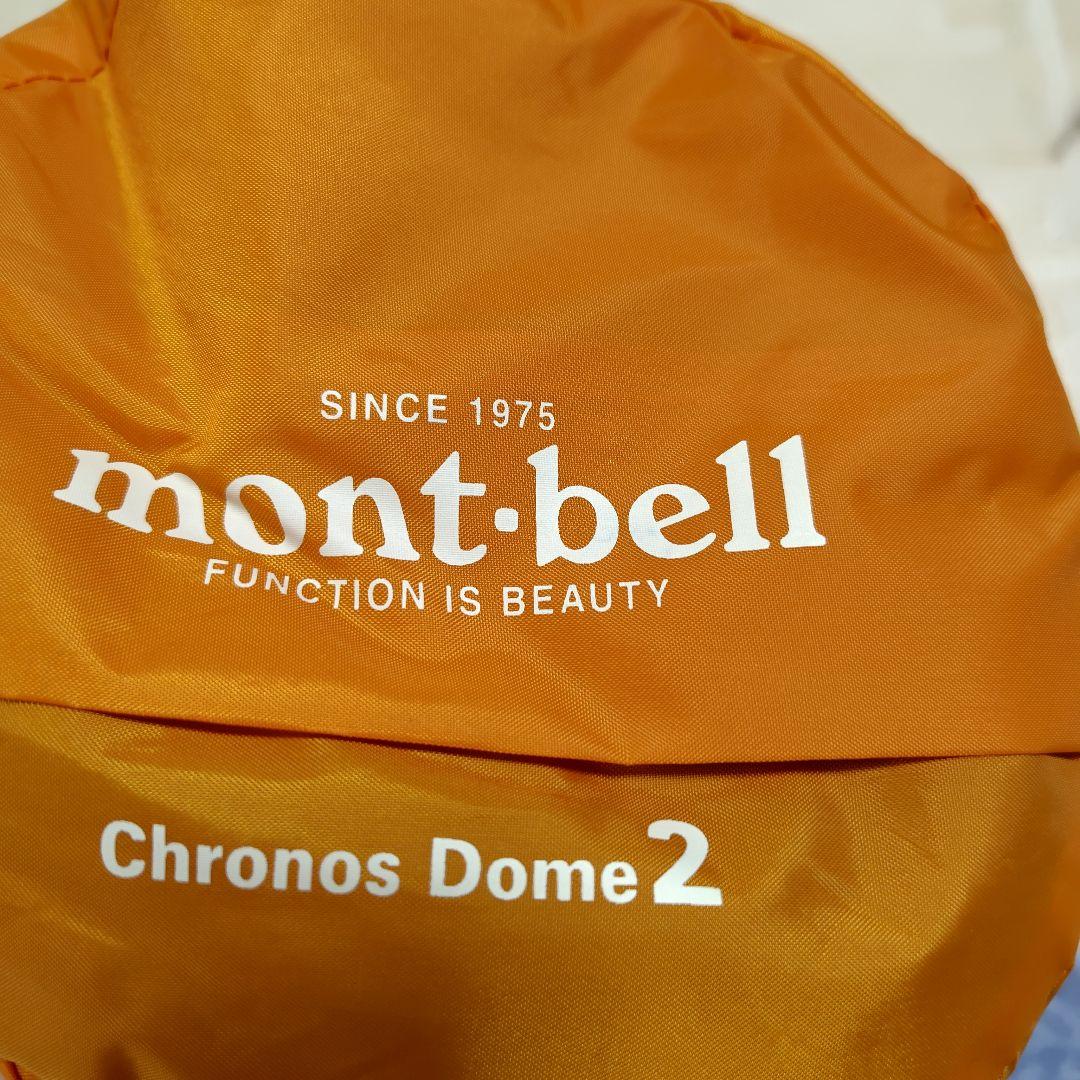 SINCE 1975
mont·bell
FUNCTION IS BEAUTY
Chronos Dome 2